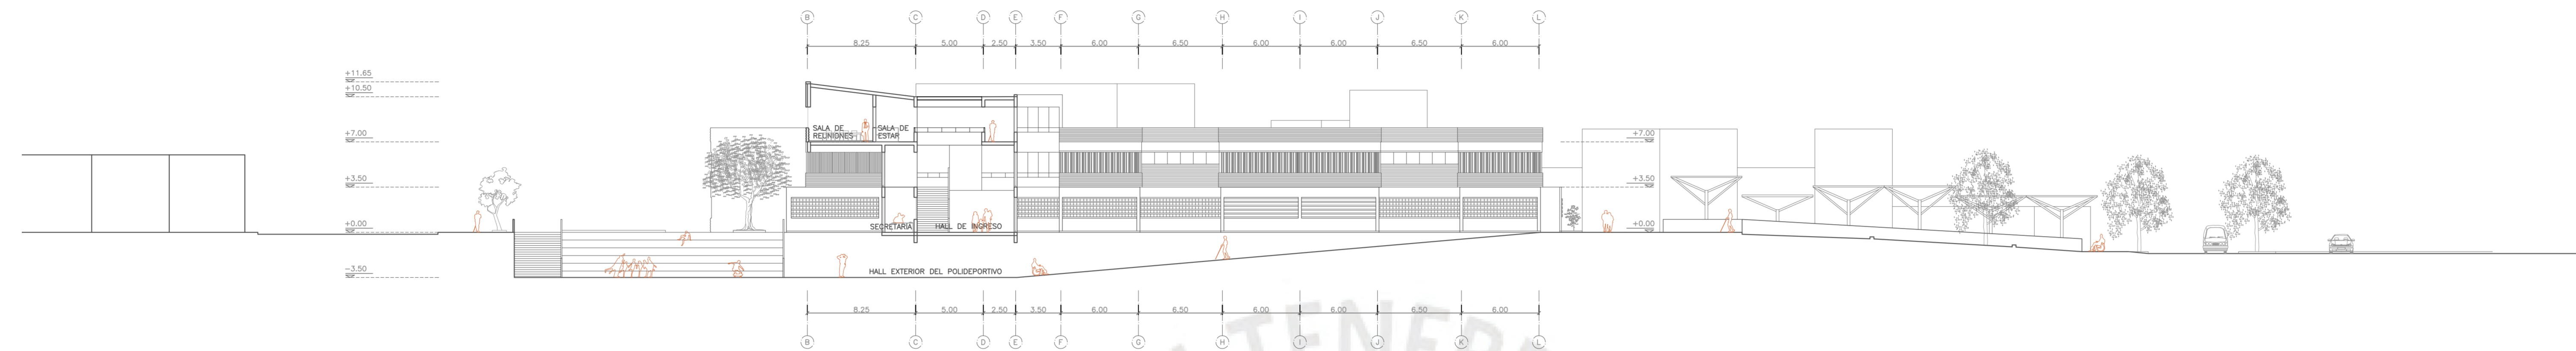 B C D E F G H I J K L
8.25 5.00 2.50 3.50 6.00 6.50 6.00 6.00 6.50 6.00
+11.65
+10.50
SALA DE
REUNIONES
SALA DE
ESTAR
+7.00
+7.00
+3.50
+3.50
+0.00
+0.00
SECRETARIA
HALL DE INGRESO
-3.50
HALL EXTERIOR DEL POLIDEPORTIVO
8.25 5.00 2.50 3.50 6.00 6.50 6.00 6.00 6.50 6.00
B C D E F G H I J K L